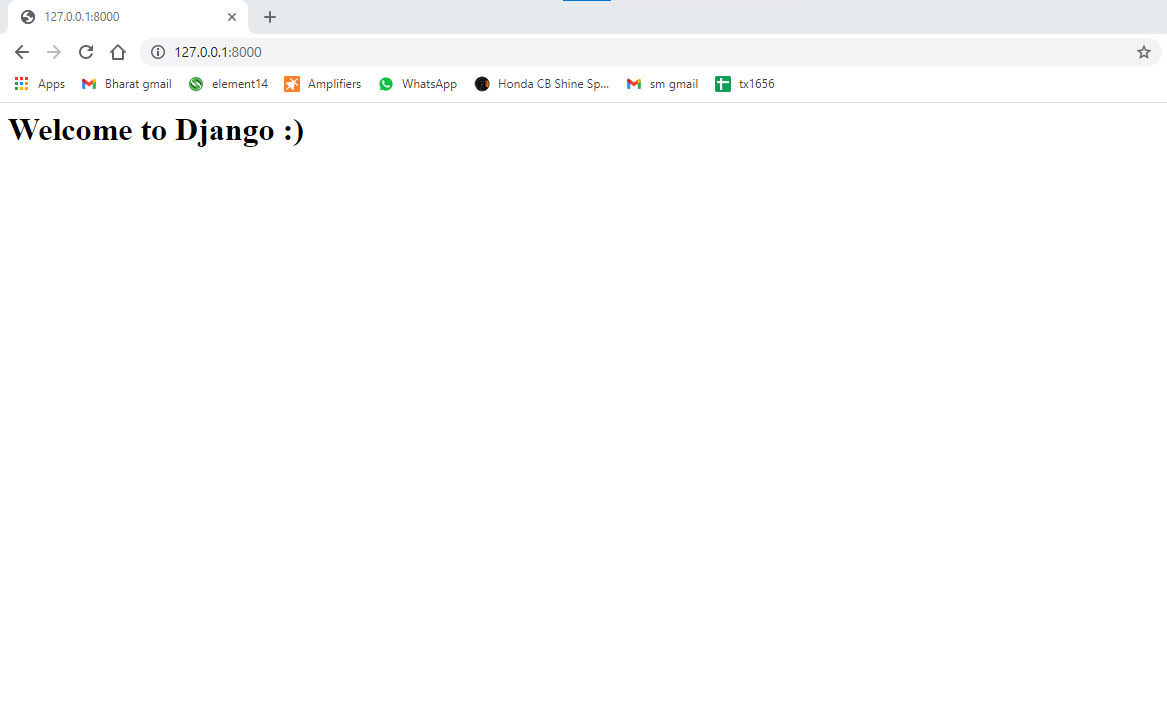 127.0.0.1:8000
127.0.0.1:8000
Apps Bharat gmail element14 Amplifiers WhatsApp Honda CB Shine Sp... sm gmail tx1656
Welcome to Django :)